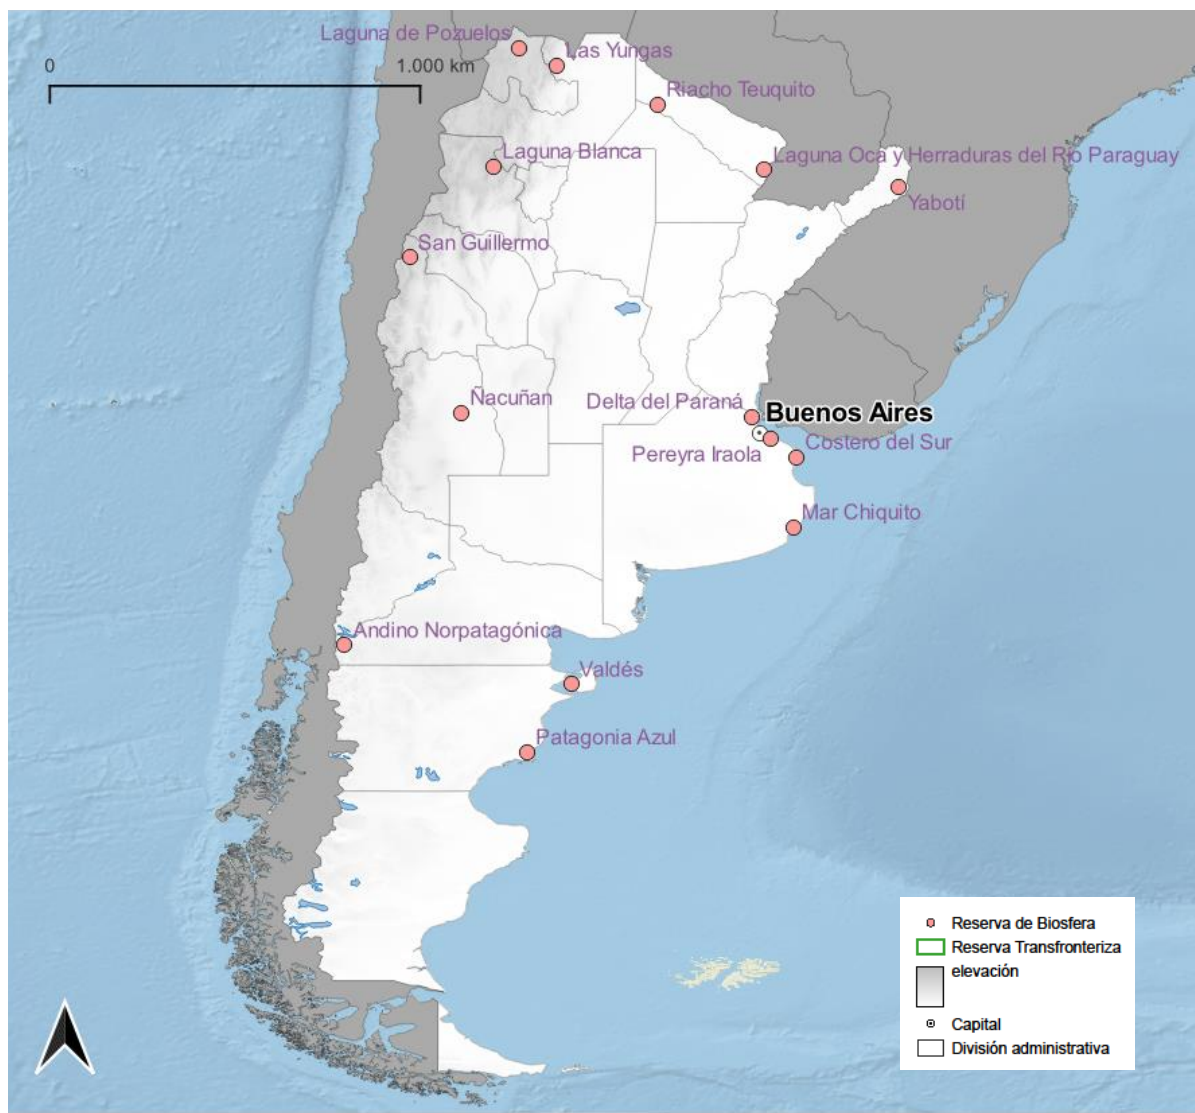 Laguna de Pozuelos
Las Yungas
0
1.000 km
Riacho Teuquito
Laguna Blanca
Laguna Oca y Herraduras del Río Paraguay
Yabotí
San Guillermo
Ñacuñan
Delta del Paraná
Buenos Aires
Pereyra Iraola
Costero del Sur
Mar Chiquito
Andino Norpatagónica
Valdés
Patagonia Azul
Reserva de Biosfera
Reserva Transfronteriza
elevación
Capital
División administrativa